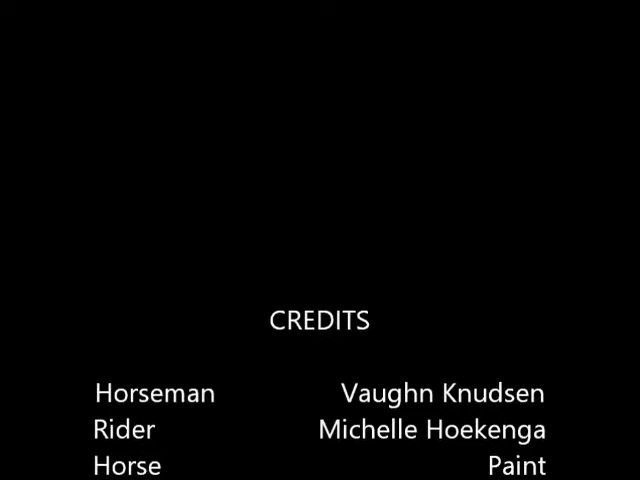 CREDITS
Horseman Vaughn Knudsen
Rider Michelle Hoekenga
Horse Paint